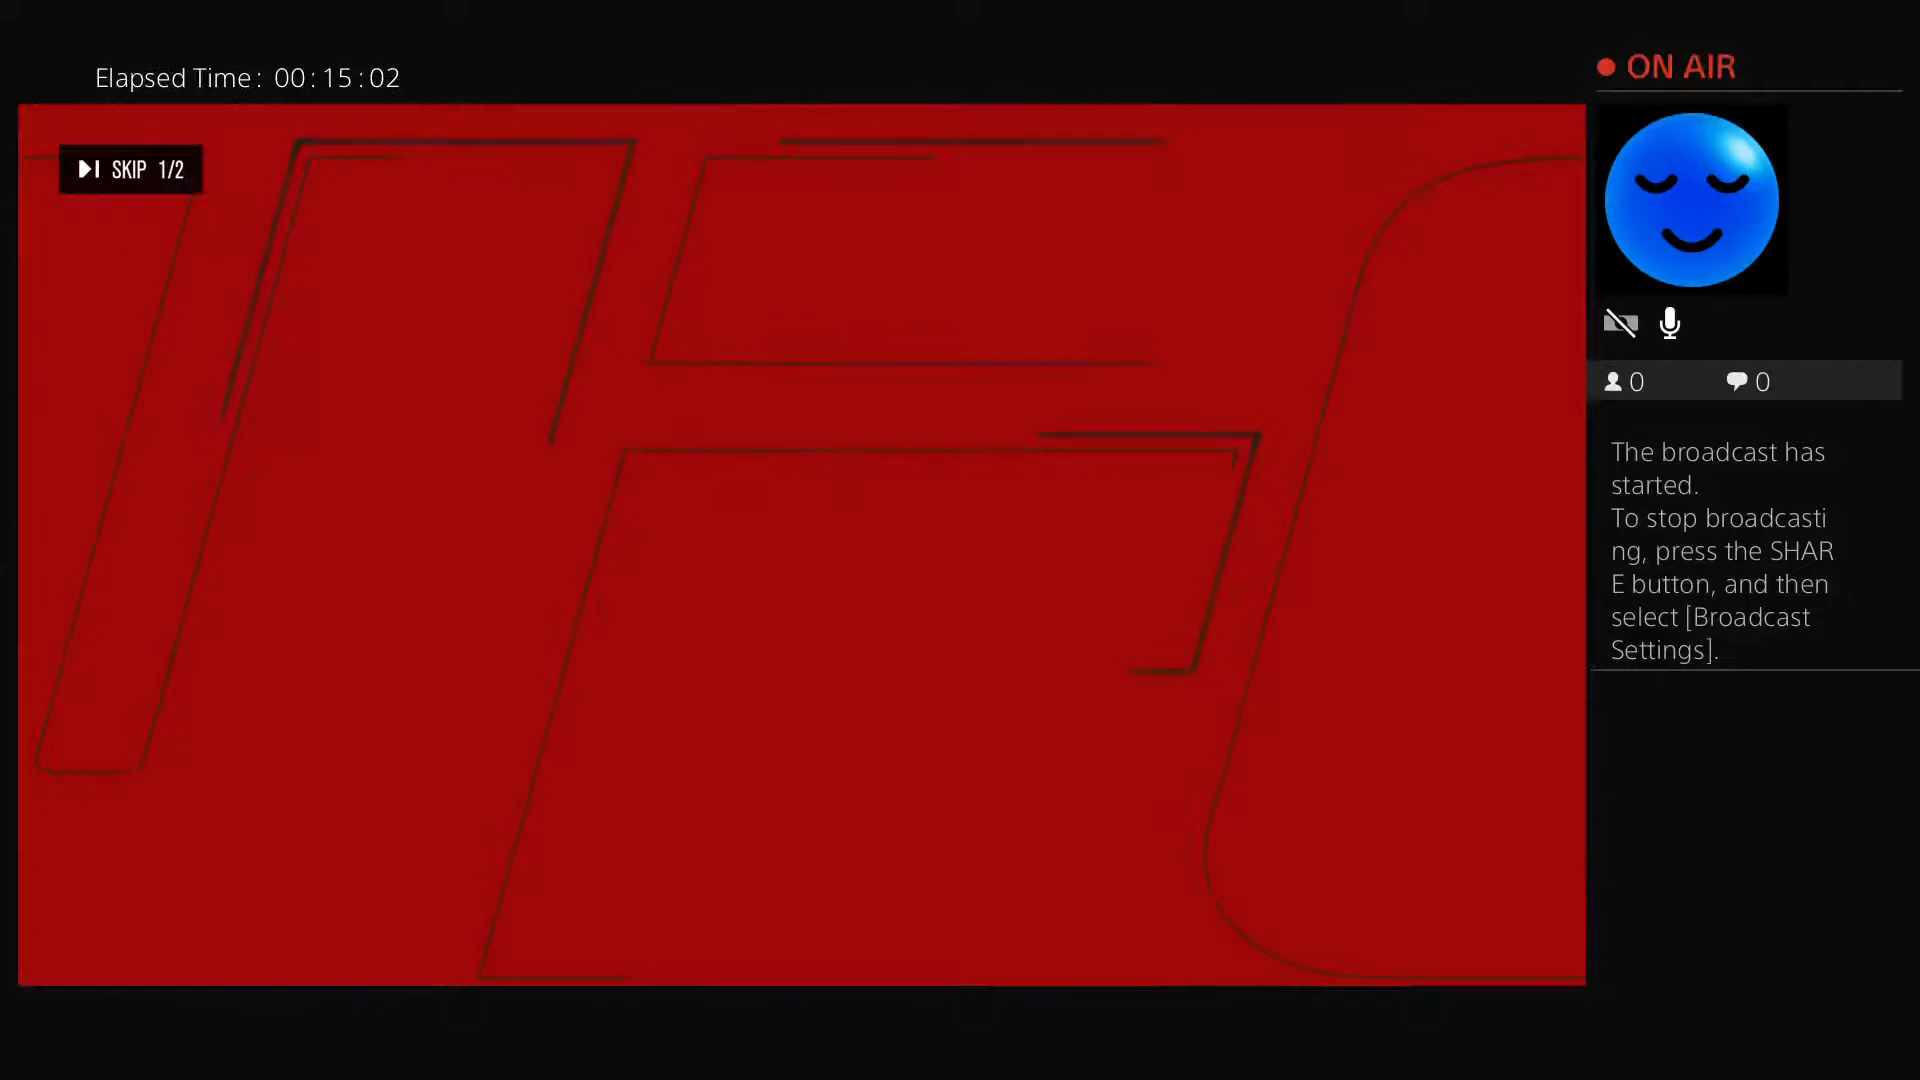 Elapsed Time: 00:15:02
ON AIR
SKIP 1/2
0 0
The broadcast has
started.
To stop broadcasti
ng, press the SHAR
E button, and then
select [Broadcast
Settings].